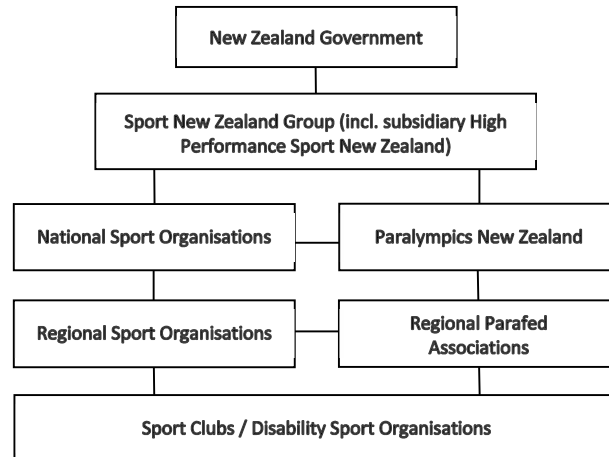 New Zealand Government
Sport New Zealand Group (incl. subsidiary High
Performance Sport New Zealand)
National Sport Organisations
Paralympics New Zealand
Regional Sport Organisations
Regional Parafed
Associations
Sport Clubs / Disability Sport Organisations